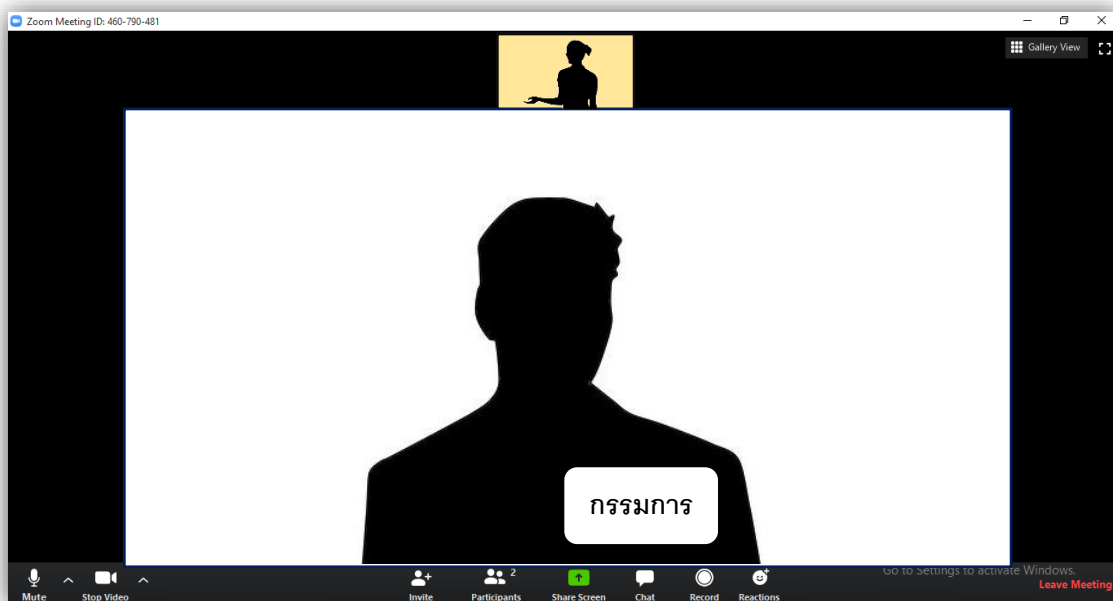 Zoom Meeting ID: 460-790-481
Gallery View
กรรมการ
Go to Settings to activate Windows.
Leave Meeting
2
Mute
Stop Video
Invite
Participants
Share Screen
Chat
Record
Reactions